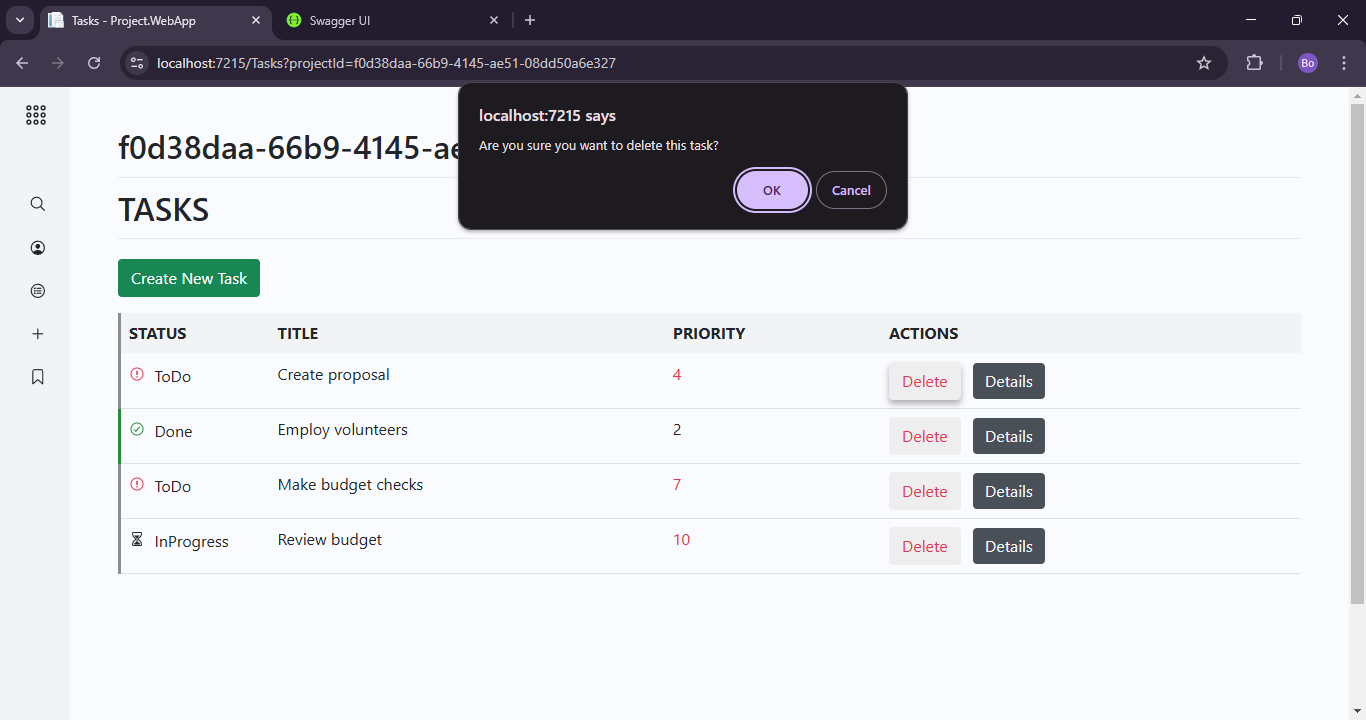 Tasks - Project.WebApp
Swagger UI
localhost:7215/Tasks?projectId=f0d38daa-66b9-4145-ae51-08dd50a6e327
Bo
localhost:7215 says
Are you sure you want to delete this task?
OK Cancel
f0d38daa-66b9-4145-ae
TASKS
Create New Task
STATUS TITLE PRIORITY ACTIONS
ToDo Create proposal 4 Delete Details
Done Employ volunteers 2 Delete Details
ToDo Make budget checks 7 Delete Details
InProgress Review budget 10 Delete Details